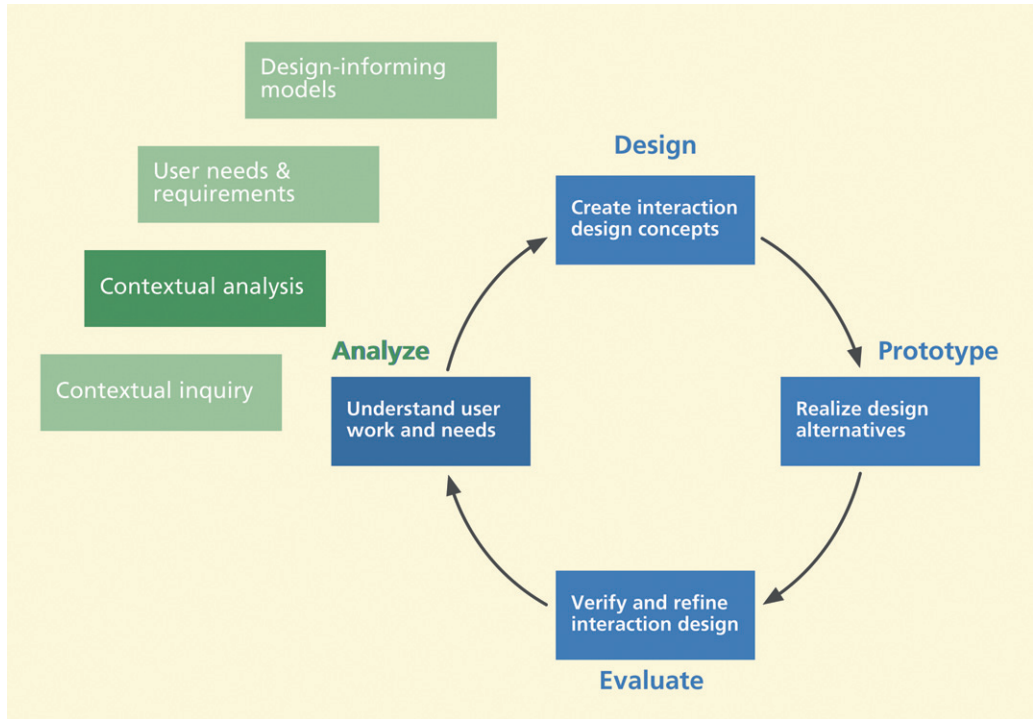 Design-informing
models
User needs &
requirements
Contextual analysis
Contextual inquiry
Design
Create interaction
design concepts
Analyze
Understand user
work and needs
Prototype
Realize design
alternatives
Verify and refine
interaction design
Evaluate